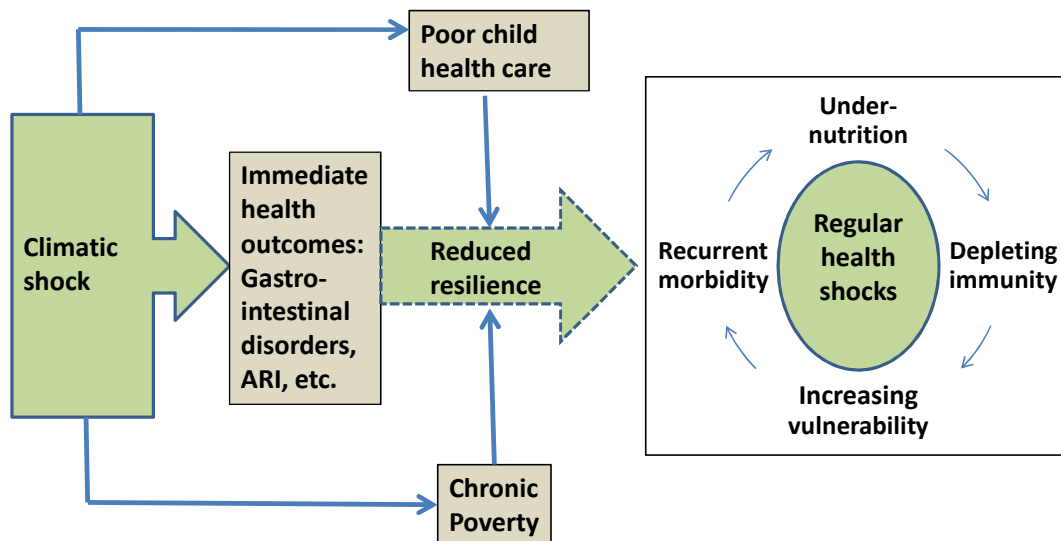 Poor child
health care
Climatic
shock
Immediate
health
outcomes:
Gastro-
intestinal
disorders,
ARI, etc.
Reduced
resilience
Chronic
Poverty
Under-
nutrition
Recurrent
morbidity
Regular
health
shocks
Depleting
immunity
Increasing
vulnerability